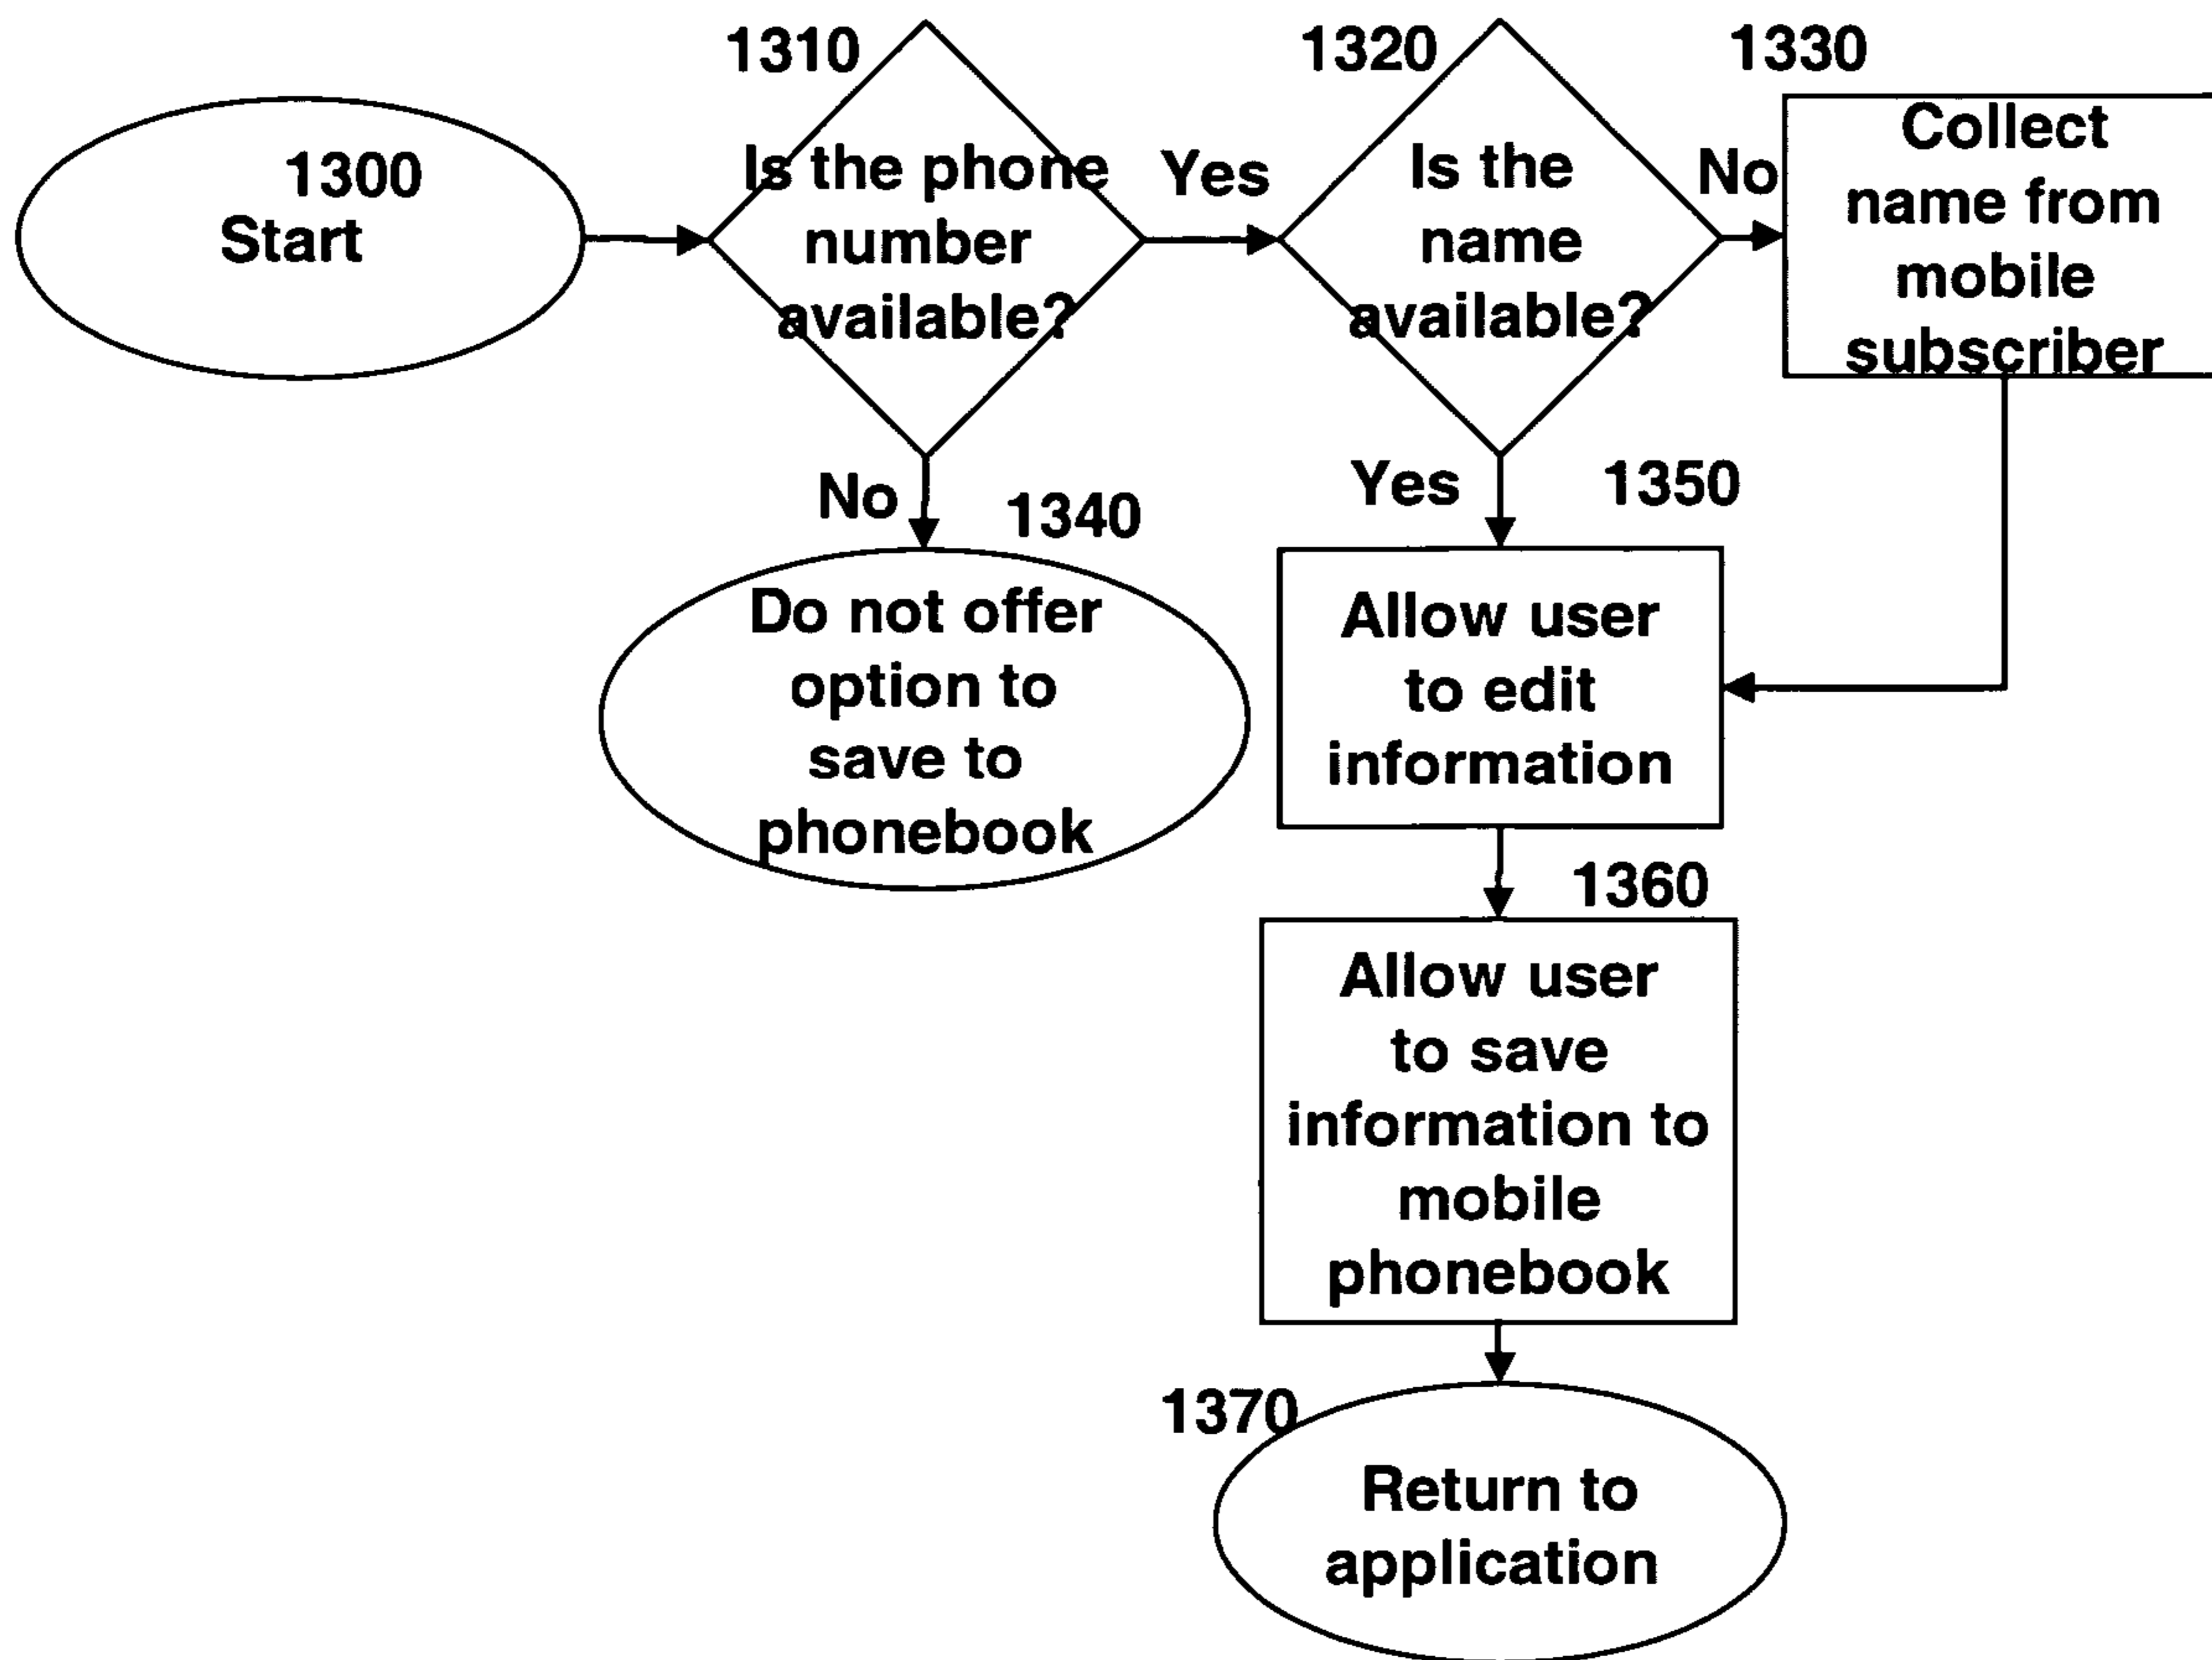 1300
Start
1310
Is the phone
number
available?
Yes
No
1320
Is the
name
available?
No
Yes
1330
Collect
name from
mobile
subscriber
1340
Do not offer
option to
save to
phonebook
1350
Allow user
to edit
information
1360
Allow user
to save
information to
mobile
phonebook
1370
Return to
application